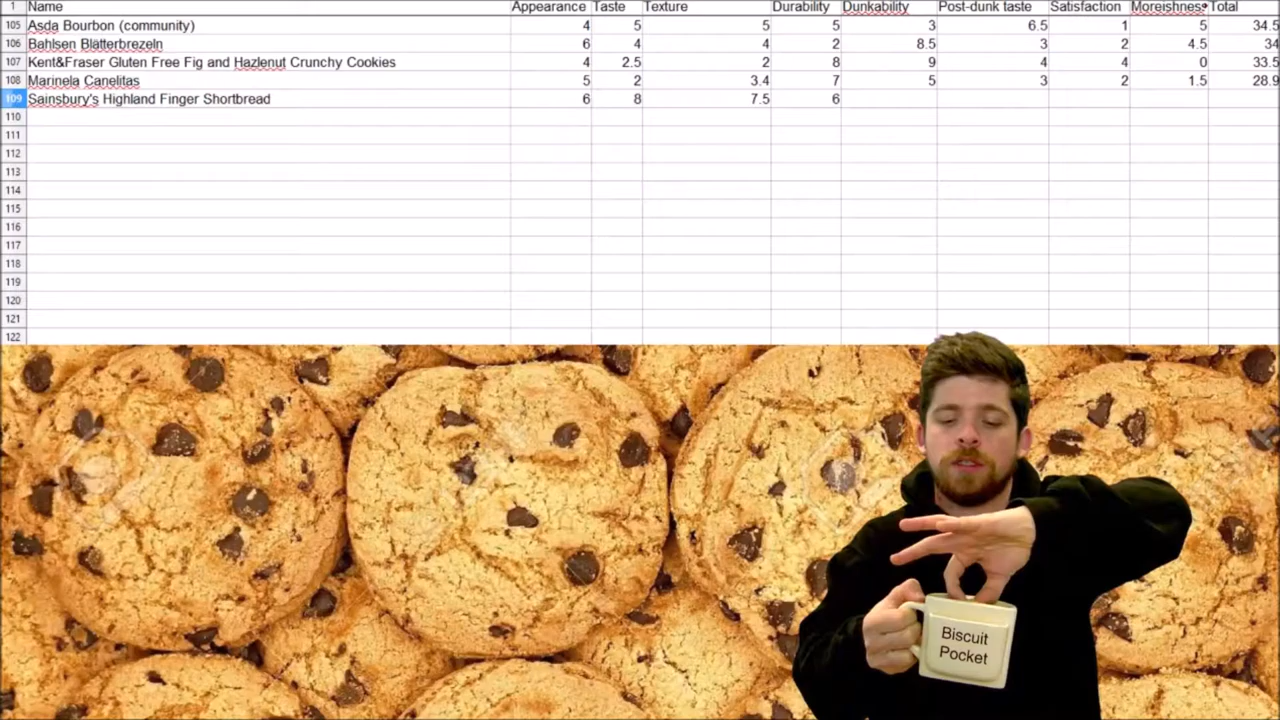 1 Name Appearance Taste Texture Durability Dunkability Post-dunk taste Satisfaction Moreishness Total
105 Asda Bourbon (community) 4 5 5 5 3 6.5 1 5 34.5
106 Bahlsen Blätterbrezeln 6 4 4 2 8.5 3 2 4.5 34
107 Kent&Fraser Gluten Free Fig and Hazlenut Crunchy Cookies 4 2.5 2 8 9 4 4 0 33.5
108 Marinela Canelitas 5 2 3.4 7 5 3 2 1.5 28.9
109 Sainsbury's Highland Finger Shortbread 6 8 7.5 6
110
111
112
113
114
115
116
117
118
119
120
121
122
Biscuit
Pocket